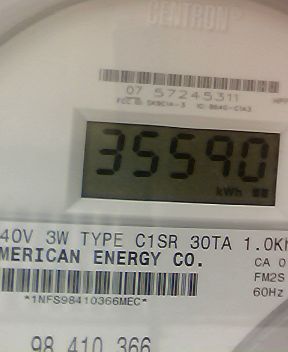 CENTRON
07 57245311
35590
kWh
40V 3W TYPE C1SR 30TA 1.0Kh
MERICAN ENERGY CO.
CA 0
FM2S
*1NFS98410366MEC*
60Hz
98 410 366